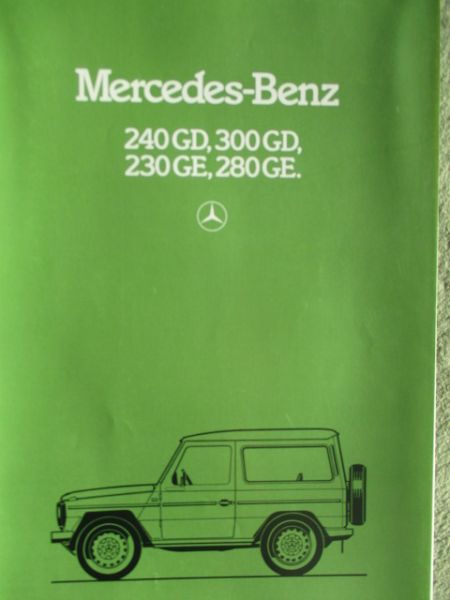 Mercedes-Benz
240 GD, 300 GD,
230 GE, 280 GE.